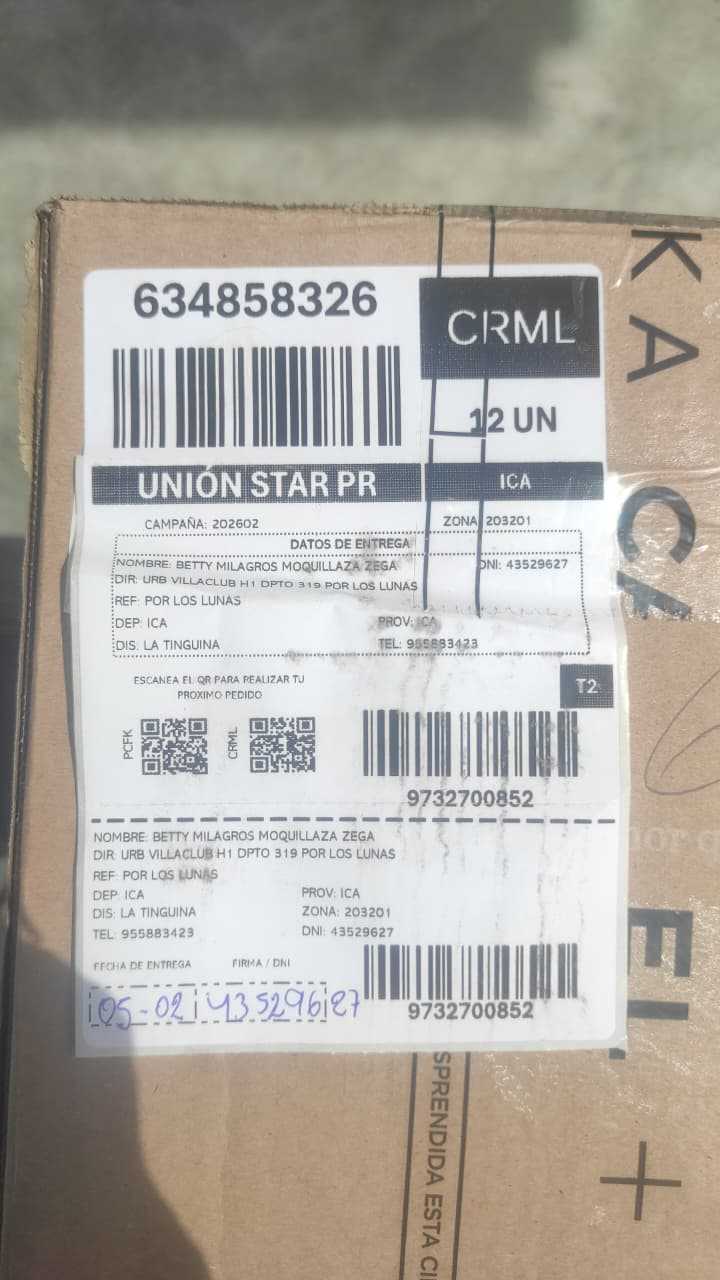 634858326
CRML
12 UN
UNIÓN STAR PR
ICA
CAMPAÑA: 202602
ZONA: 203201
DATOS DE ENTREGA
NOMBRE: BETTY MILAGROS MOQUILLAZA ZEGA
DNI: 43529627
DIR: URB VILLACLUB H1 DPTO 319 POR LOS LUNAS
REF: POR LOS LUNAS
DEP: ICA
PROV: ICA
DIS: LA TINGUINA
TEL: 955883423
ESCANEA EL QR PARA REALIZAR TU
PROXIMO PEDIDO
T2
PCFK
CRML
9732700852
NOMBRE: BETTY MILAGROS MOQUILLAZA ZEGA
DIR: URB VILLACLUB H1 DPTO 319 POR LOS LUNAS
REF: POR LOS LUNAS
DEP: ICA
PROV: ICA
DIS: LA TINGUINA
ZONA: 203201
TEL: 955883423
DNI: 43529627
FECHA DE ENTREGA
FIRMA / DNI
05-02
43529627
9732700852
KA
EL +
SPRENDIDA ESTA